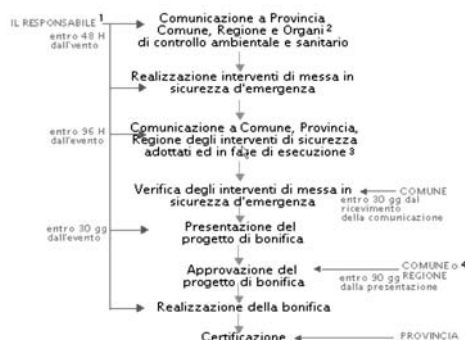 IL RESPONSABILE 1
entro 48 H
dall'evento
Comunicazione a Provincia
Comune, Regione e Organi 2
di controllo ambientale e sanitario
Realizzazione interventi di messa in
sicurezza d'emergenza
entro 96 H
dall'evento
Comunicazione a Comune, Provincia,
Regione degli interventi di sicurezza
adottati ed in fase di esecuzione 3
Verifica degli interventi di messa in
sicurezza d'emergenza
COMUNE
entro 30 gg dal
ricevimento
della comunicazione
entro 30 gg
dall'evento
Presentazione del
progetto di bonifica
Approvazione del
progetto di bonifica
COMUNE o 4
REGIONE
entro 90 gg
dalla presentazione
Realizzazione della bonifica
Certificazione
PROVINCIA